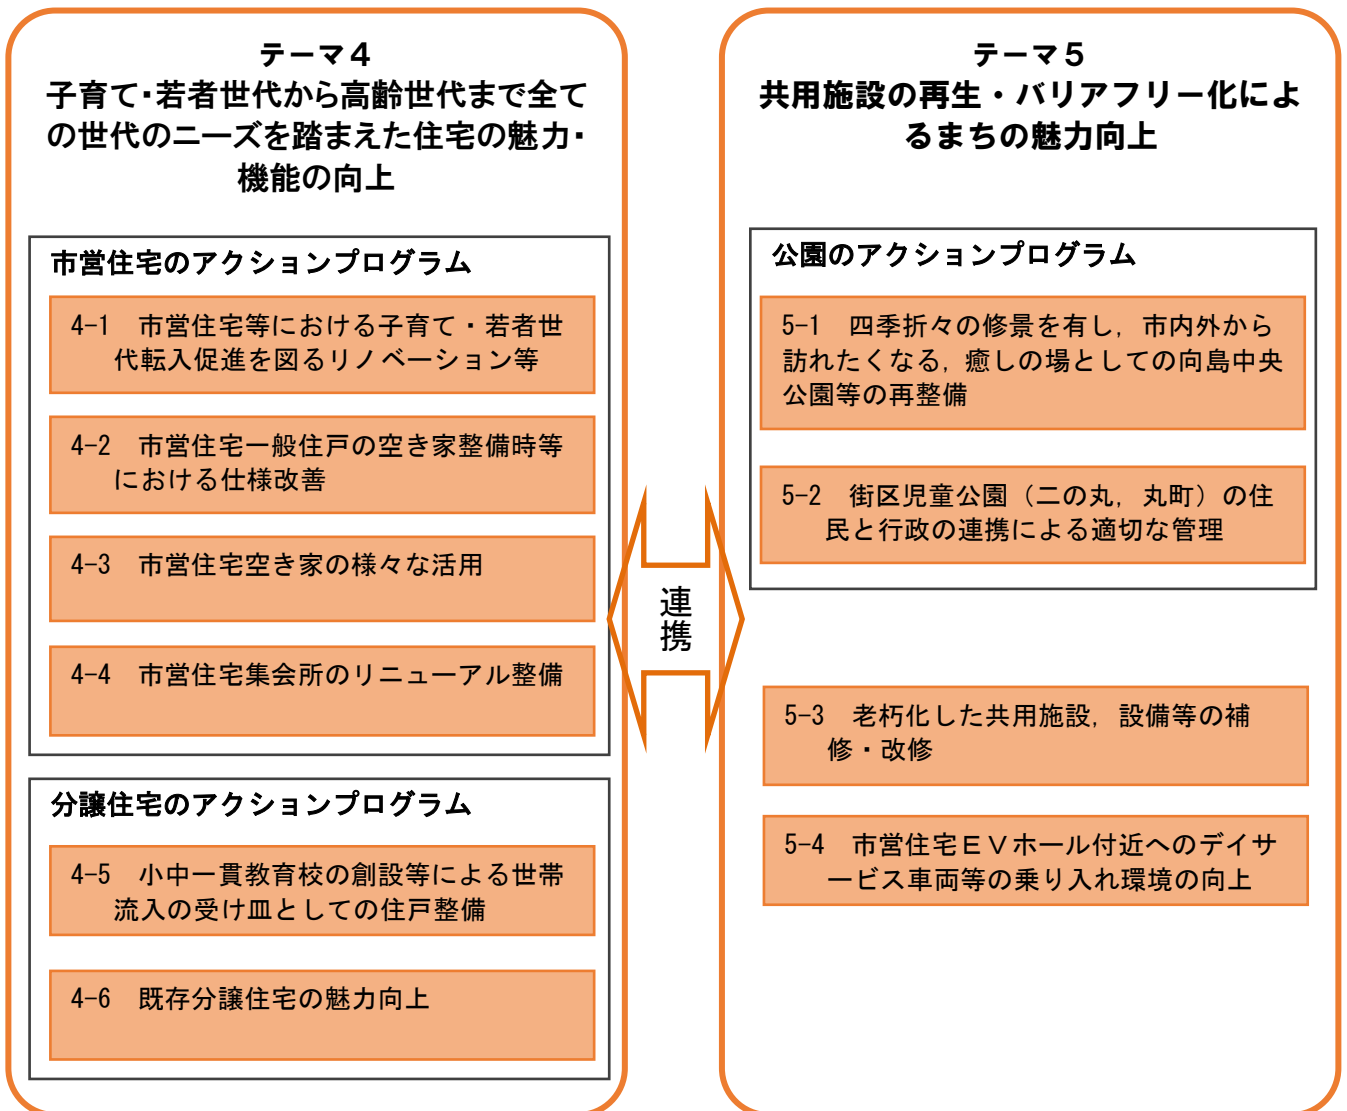 テーマ４
子育て・若者世代から高齢世代まで全て
の世代のニーズを踏まえた住宅の魅力・
機能の向上
市営住宅のアクションプログラム
4-1　市営住宅等における子育て・若者世
代転入促進を図るリノベーション等
4-2　市営住宅一般住戸の空き家整備時等
における仕様改善
4-3　市営住宅空き家の様々な活用
4-4　市営住宅集会所のリニューアル整備
分譲住宅のアクションプログラム
4-5　小中一貫教育校の創設等による世帯
流入の受け皿としての住戸整備
4-6　既存分譲住宅の魅力向上
連
携
テーマ５
共用施設の再生・バリアフリー化によ
るまちの魅力向上
公園のアクションプログラム
5-1　四季折々の修景を有し，市内外から
訪れたくなる，癒しの場としての向島中央
公園等の再整備
5-2　街区児童公園（二の丸，丸町）の住
民と行政の連携による適切な管理
5-3　老朽化した共用施設，設備等の補
修・改修
5-4　市営住宅ＥＶホール付近へのデイサ
ービス車両等の乗り入れ環境の向上